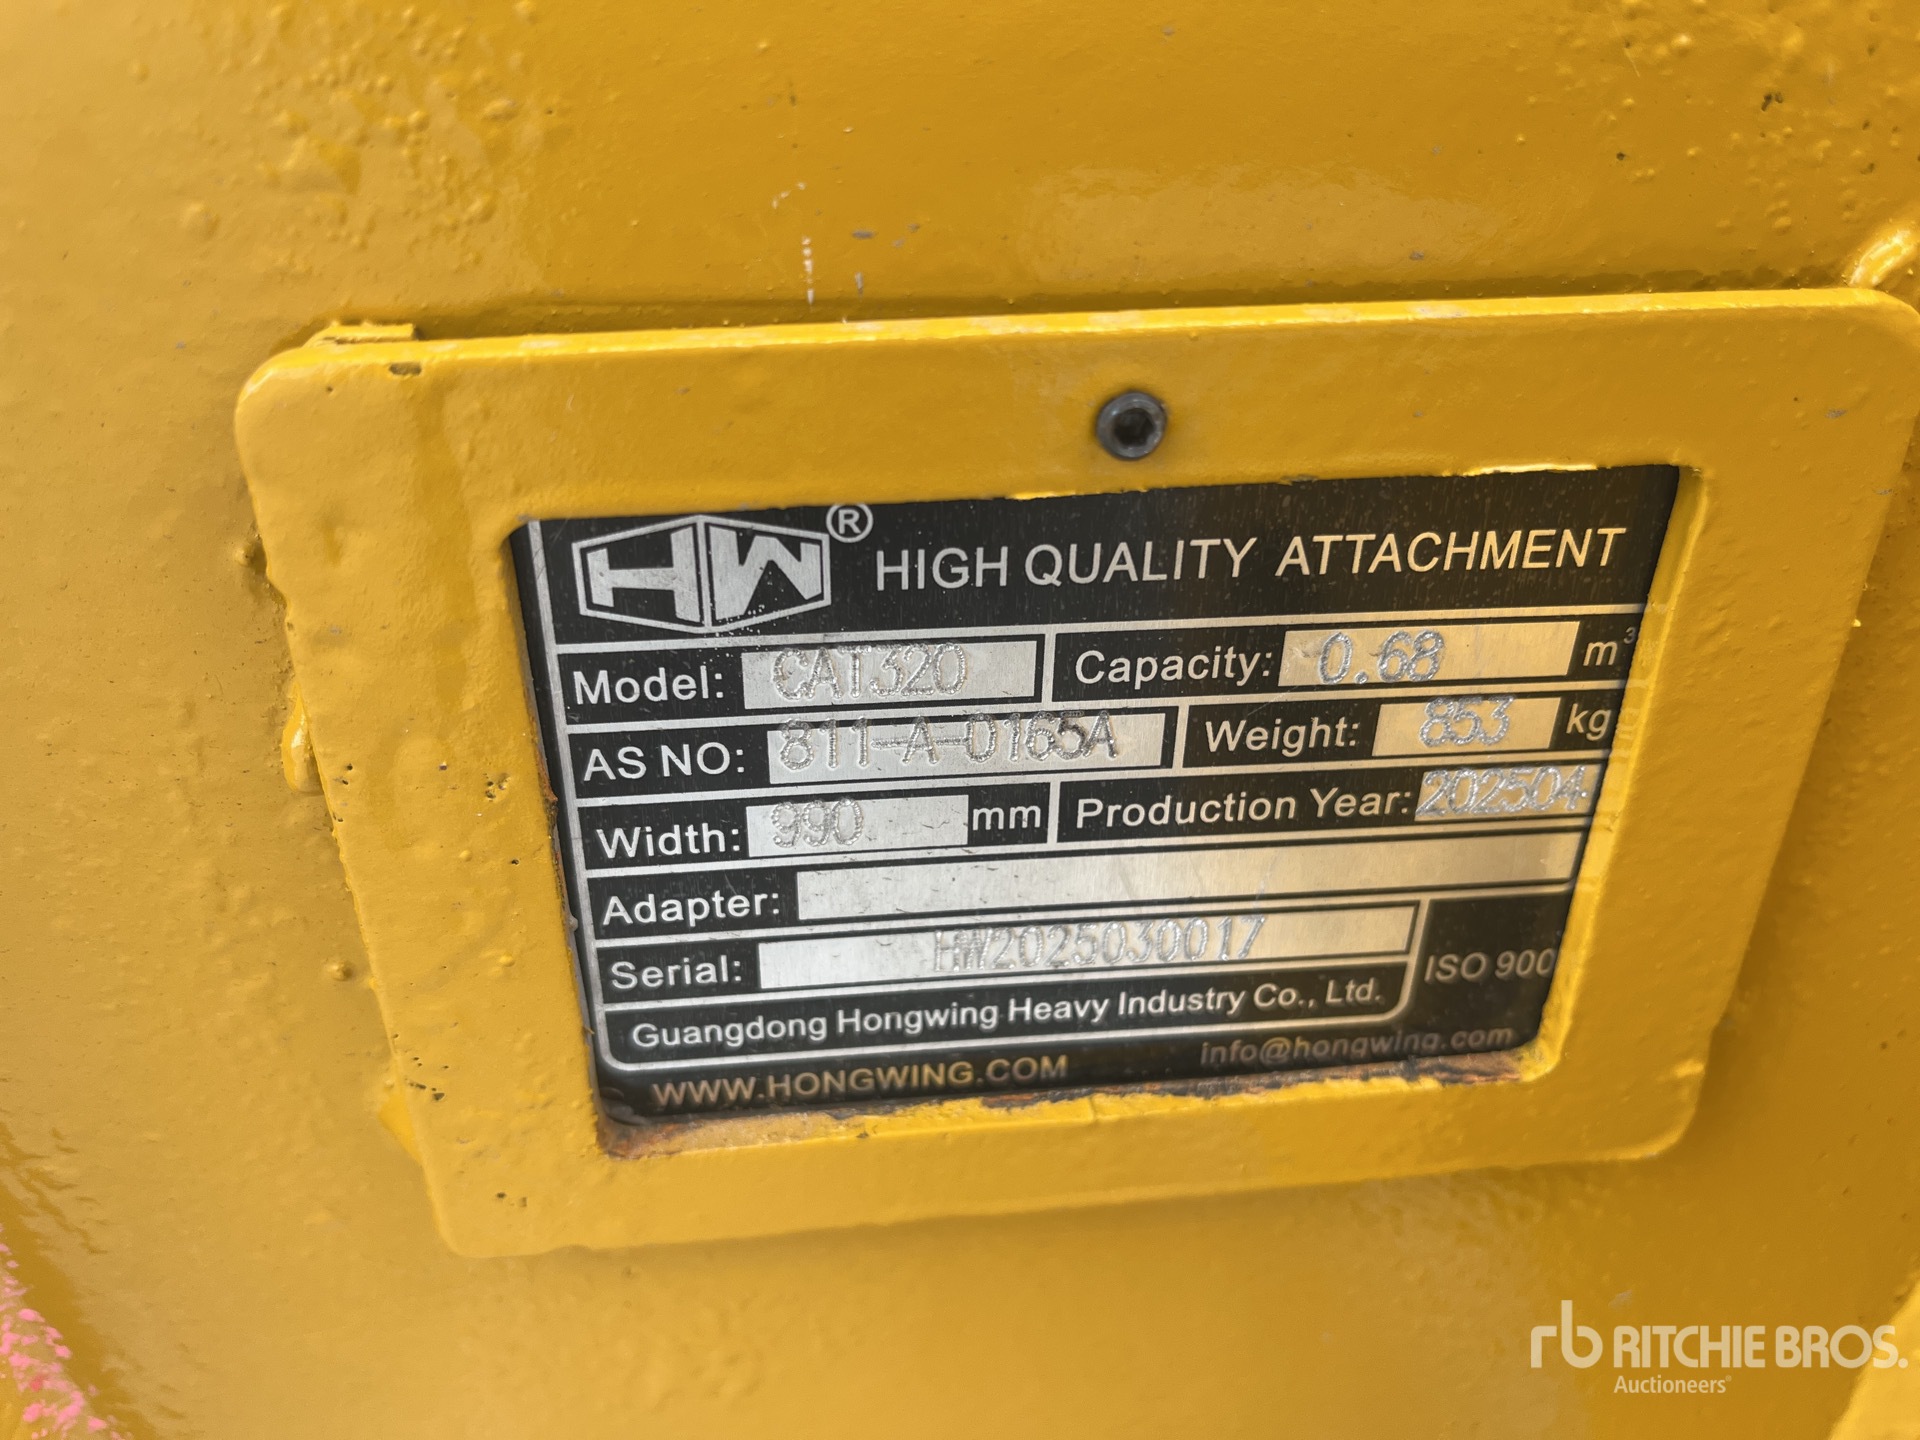 HW® HIGH QUALITY ATTACHMENT
Model: CAT320 Capacity: 0.68 m³
AS NO: 811-A-0165A Weight: 853 kg
Width: 990 mm Production Year: 202504
Adapter:
Serial: HW2025030017
ISO 900
Guangdong Hongwing Heavy Industry Co., Ltd.
WWW.HONGWING.COM info@hongwing.com
rb RITCHIE BROS.
Auctioneers